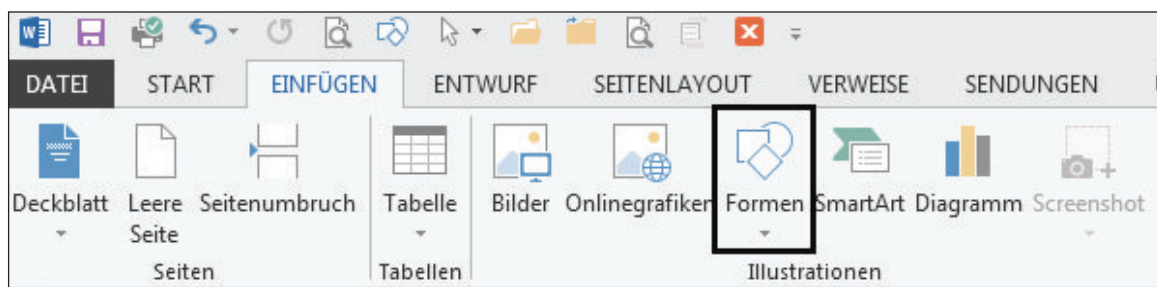 DATEI START EINFÜGEN ENTWURF SEITENLAYOUT VERWEISE SENDUNGEN
Deckblatt Leere Seitenumbruch Tabelle Bilder Onlinegrafiken Formen SmartArt Diagramm Screenshot
Seite
Seiten Tabellen Illustrationen